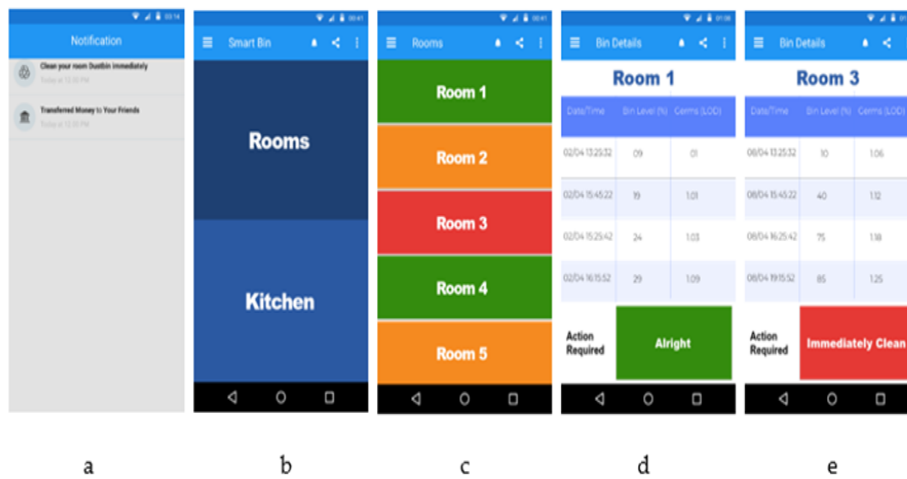 03:14
Notification
Clean your room Dustbin Immediately
Today at 12:30 PM
Transferred Money to Your Friends
Today at 12:30 PM
00:41
Smart Bin
Rooms
Kitchen
00:41
Rooms
Room 1
Room 2
Room 3
Room 4
Room 5
Bin Details
Room 1
Date/Time Bin Level (%) Germs (LOD)
02/04 13:25:32 09 01
02/04 15:45:22 19 1.01
02/04 15:25:42 24 1.03
02/04 16:15:52 29 1.09
Action
Required
Alright
Bin Details
Room 3
Date/Time Bin Level (%) Germs (LOD)
08/04 13:25:32 10 1.06
08/04 15:45:22 40 1.12
08/04 16:25:42 75 1.18
08/04 19:15:52 85 1.25
Action
Required
Immediately Clean
a b c d e